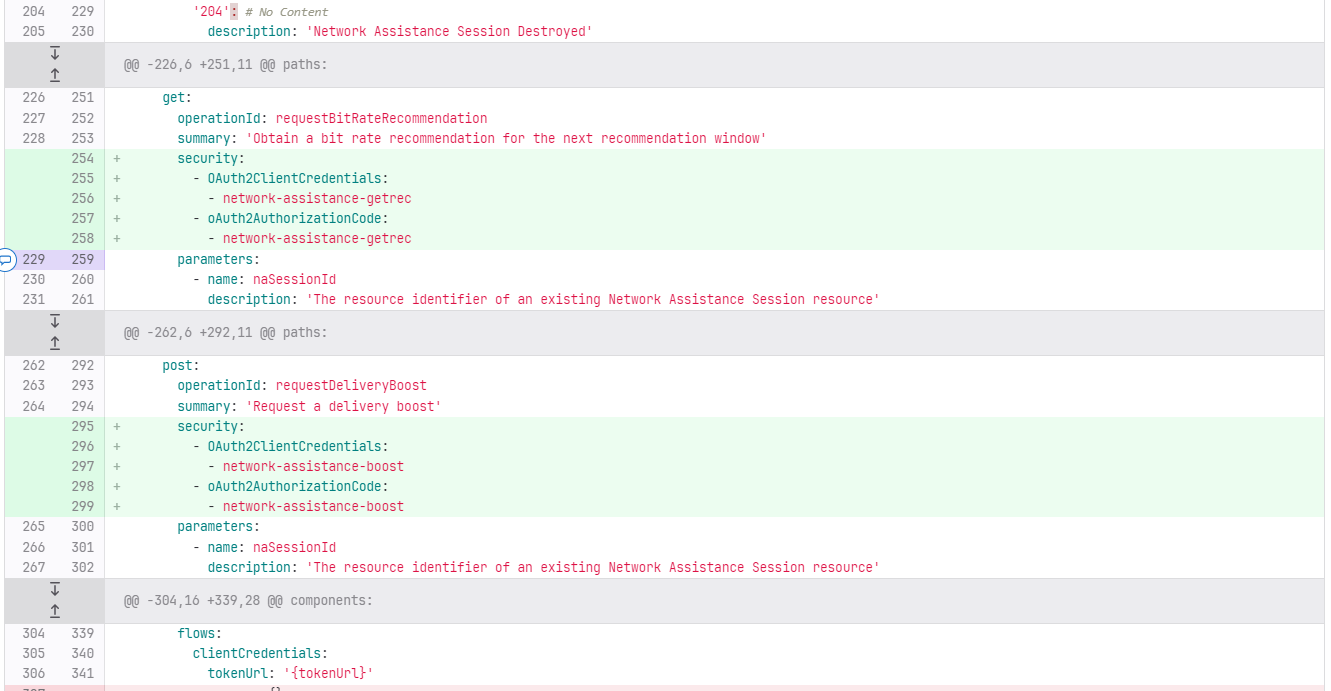 204 229 '204': # No Content
205 230 description: 'Network Assistance Session Destroyed'
@@ -226,6 +251,11 @@ paths:
226 251 get:
227 252 operationId: requestBitRateRecommendation
228 253 summary: 'Obtain a bit rate recommendation for the next recommendation window'
254 + security:
255 + - OAuth2ClientCredentials:
256 + - network-assistance-getrec
257 + - oAuth2AuthorizationCode:
258 + - network-assistance-getrec
229 259 parameters:
230 260 - name: naSessionId
231 261 description: 'The resource identifier of an existing Network Assistance Session resource'
@@ -262,6 +292,11 @@ paths:
262 292 post:
263 293 operationId: requestDeliveryBoost
264 294 summary: 'Request a delivery boost'
295 + security:
296 + - OAuth2ClientCredentials:
297 + - network-assistance-boost
298 + - oAuth2AuthorizationCode:
299 + - network-assistance-boost
265 300 parameters:
266 301 - name: naSessionId
267 302 description: 'The resource identifier of an existing Network Assistance Session resource'
@@ -304,16 +339,28 @@ components:
304 339 flows:
305 340 clientCredentials:
306 341 tokenUrl: '{tokenUrl}'